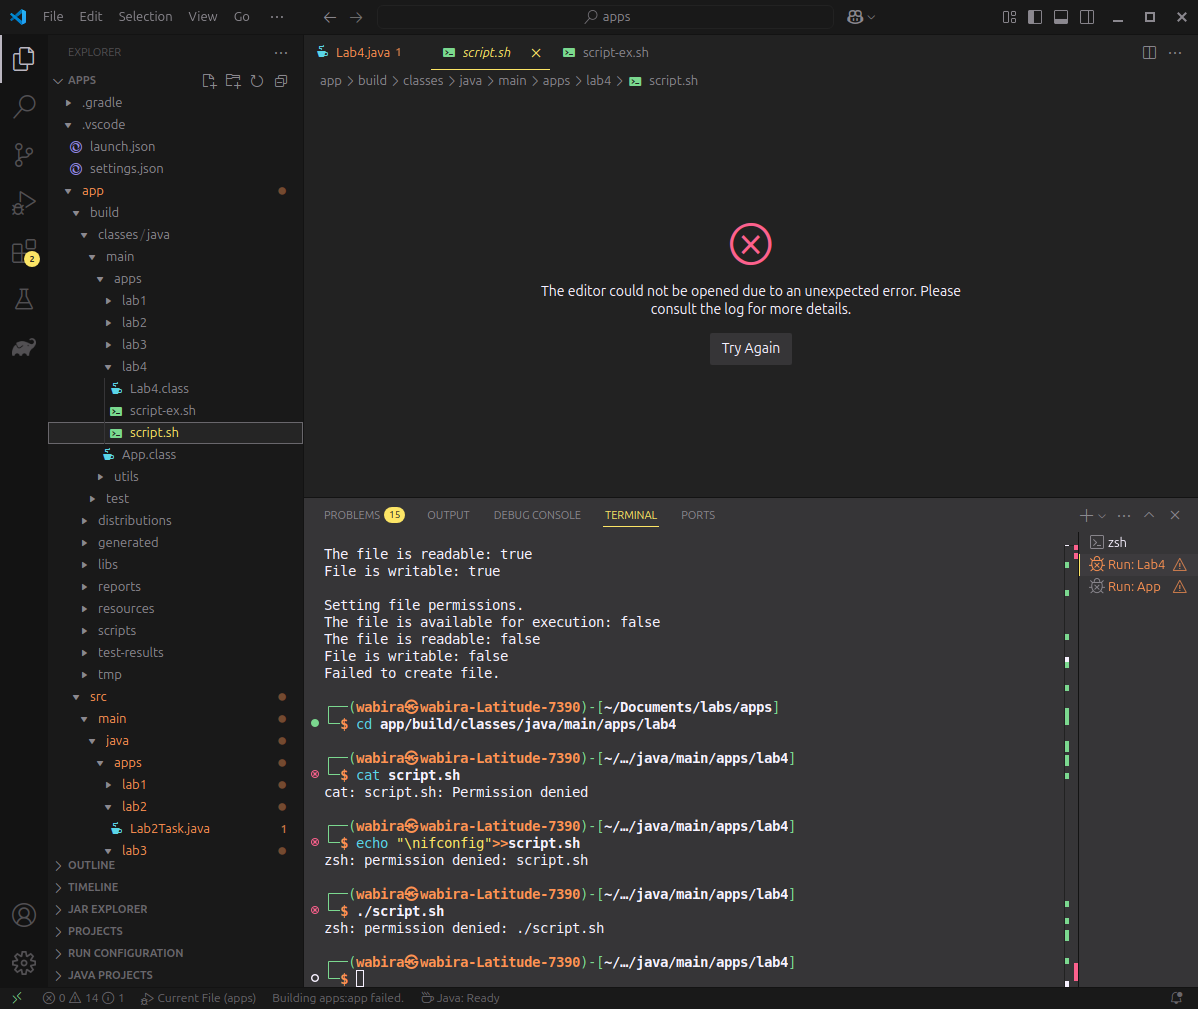 File Edit Selection View Go ··· apps
EXPLORER ···
APPS
.gradle
.vscode
launch.json
settings.json
app
build
classes / java
main
apps
lab1
lab2
lab3
lab4
Lab4.class
script-ex.sh
script.sh
App.class
utils
test
distributions
generated
libs
reports
resources
scripts
test-results
tmp
src
main
java
apps
lab1
lab2
Lab2Task.java 1
lab3
OUTLINE
TIMELINE
JAR EXPLORER
PROJECTS
RUN CONFIGURATION
JAVA PROJECTS
2
Lab4.java 1 script.sh script-ex.sh
app > build > classes > java > main > apps > lab4 > script.sh
The editor could not be opened due to an unexpected error. Please
consult the log for more details.
Try Again
PROBLEMS 15 OUTPUT DEBUG CONSOLE TERMINAL PORTS
The file is readable: true
File is writable: true
Setting file permissions.
The file is available for execution: false
The file is readable: false
File is writable: false
Failed to create file.
┌──(wabira㉿wabira-Latitude-7390)-[~/Documents/labs/apps]
└─$ cd app/build/classes/java/main/apps/lab4
┌──(wabira㉿wabira-Latitude-7390)-[~/…/java/main/apps/lab4]
└─$ cat script.sh
cat: script.sh: Permission denied
┌──(wabira㉿wabira-Latitude-7390)-[~/…/java/main/apps/lab4]
└─$ echo "\nifconfig">>script.sh
zsh: permission denied: script.sh
┌──(wabira㉿wabira-Latitude-7390)-[~/…/java/main/apps/lab4]
└─$ ./script.sh
zsh: permission denied: ./script.sh
┌──(wabira㉿wabira-Latitude-7390)-[~/…/java/main/apps/lab4]
└─$
zsh
Run: Lab4
Run: App
0 14 1 Current File (apps) Building apps:app failed. Java: Ready